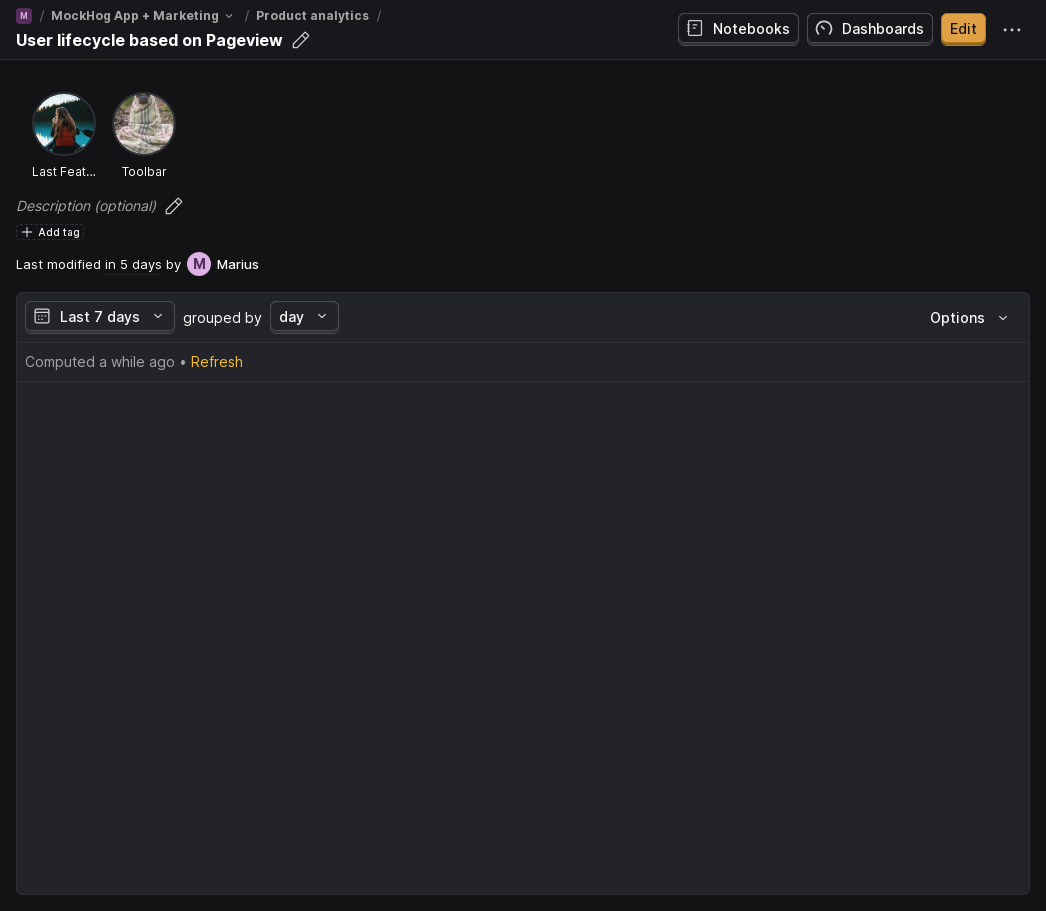 M / MockHog App + Marketing / Product analytics /
User lifecycle based on Pageview
Notebooks
Dashboards
Edit
Last Feat...
Toolbar
Description (optional)
Add tag
Last modified in 5 days by M Marius
Last 7 days grouped by day
Options
Computed a while ago • Refresh